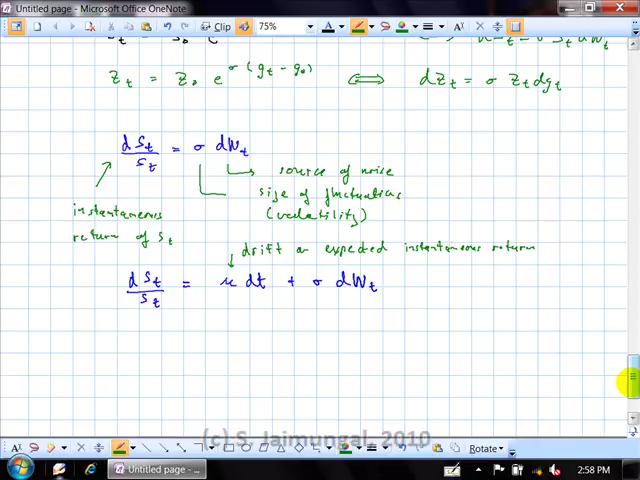 Untitled page - Microsoft Office OneNote
Clip
75%
Z_t = Z_0 e^{σ(g_t - g_0)} ⟺ dZ_t = σ Z_t dg_t
dS_t / S_t = σ dW_t
source of noise
size of fluctuations
(volatility)
instantaneous
return of S_t
drift or expected instantaneous return
dS_t / S_t = μ dt + σ dW_t
(c) S. Jaimungal, 2010
Rotate
Untitled page - Micr...
2:58 PM